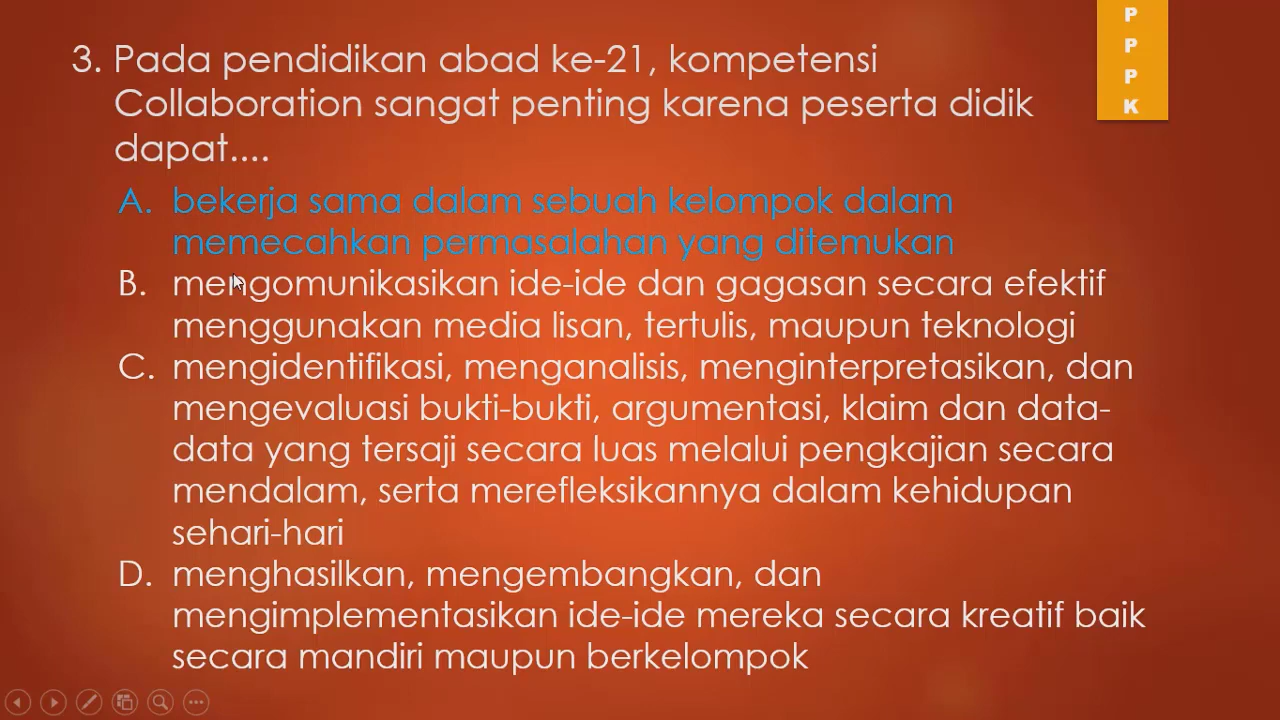 P
P
P
K
3. Pada pendidikan abad ke-21, kompetensi
Collaboration sangat penting karena peserta didik
dapat....
A. bekerja sama dalam sebuah kelompok dalam
memecahkan permasalahan yang ditemukan
B. mengomunikasikan ide-ide dan gagasan secara efektif
menggunakan media lisan, tertulis, maupun teknologi
C. mengidentifikasi, menganalisis, menginterpretasikan, dan
mengevaluasi bukti-bukti, argumentasi, klaim dan data-
data yang tersaji secara luas melalui pengkajian secara
mendalam, serta merefleksikannya dalam kehidupan
sehari-hari
D. menghasilkan, mengembangkan, dan
mengimplementasikan ide-ide mereka secara kreatif baik
secara mandiri maupun berkelompok